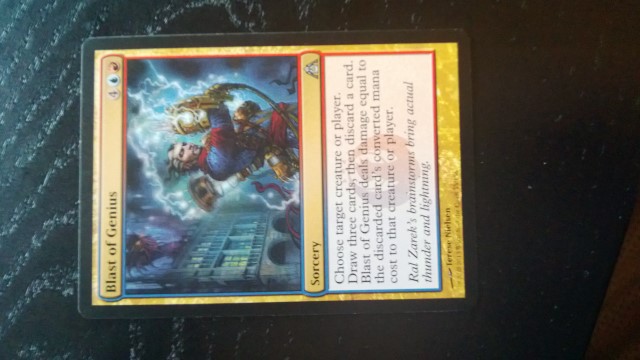 Blast of Genius
4
Sorcery
Choose target creature or player.
Draw three cards, then discard a card.
Blast of Genius deals damage equal to
the discarded card's converted mana
cost to that creature or player.
Ral Zarek's brainstorms bring actual
thunder and lightning.
Terese Nielsen